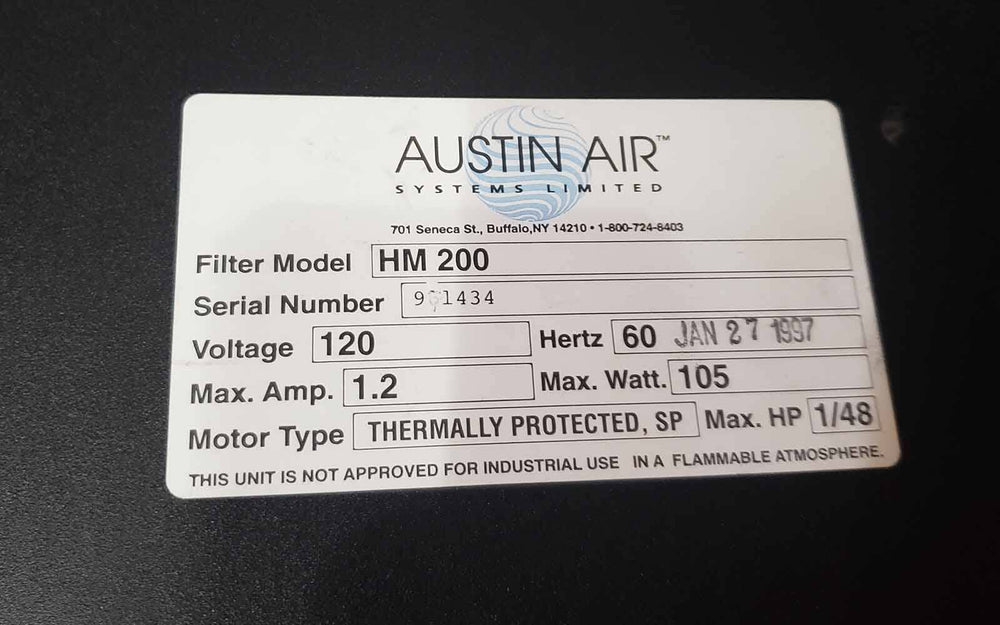 AUSTIN AIR™
SYSTEMS LIMITED
701 Seneca St., Buffalo,NY 14210 • 1-800-724-8403
Filter Model HM 200
Serial Number
Voltage 120 Hertz 60 JAN 27 1997
Max. Amp. 1.2 Max. Watt. 105
Motor Type THERMALLY PROTECTED, SP Max. HP 1/48
THIS UNIT IS NOT APPROVED FOR INDUSTRIAL USE IN A FLAMMABLE ATMOSPHERE.